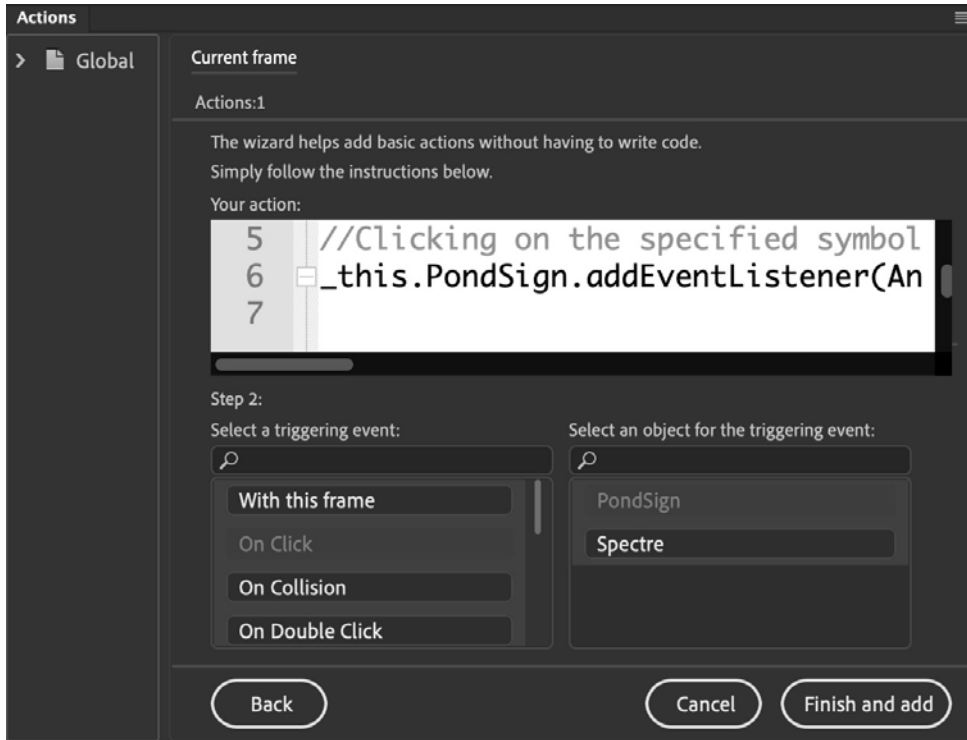 Actions
Global
Current frame
Actions:1
The wizard helps add basic actions without having to write code.
Simply follow the instructions below.
Your action:
5 //Clicking on the specified symbol
6 _this.PondSign.addEventListener(An
7
Step 2:
Select a triggering event:
Select an object for the triggering event:
With this frame
PondSign
On Click
Spectre
On Collision
On Double Click
Back
Cancel
Finish and add